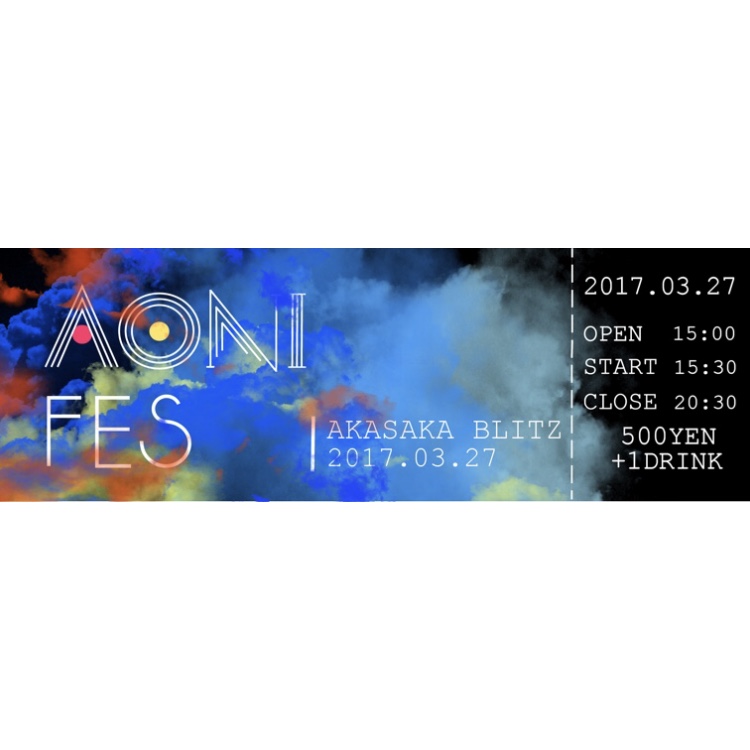 AONI
FES
AKASAKA BLITZ
2017.03.27
2017.03.27
OPEN 15:00
START 15:30
CLOSE 20:30
500YEN
+1DRINK